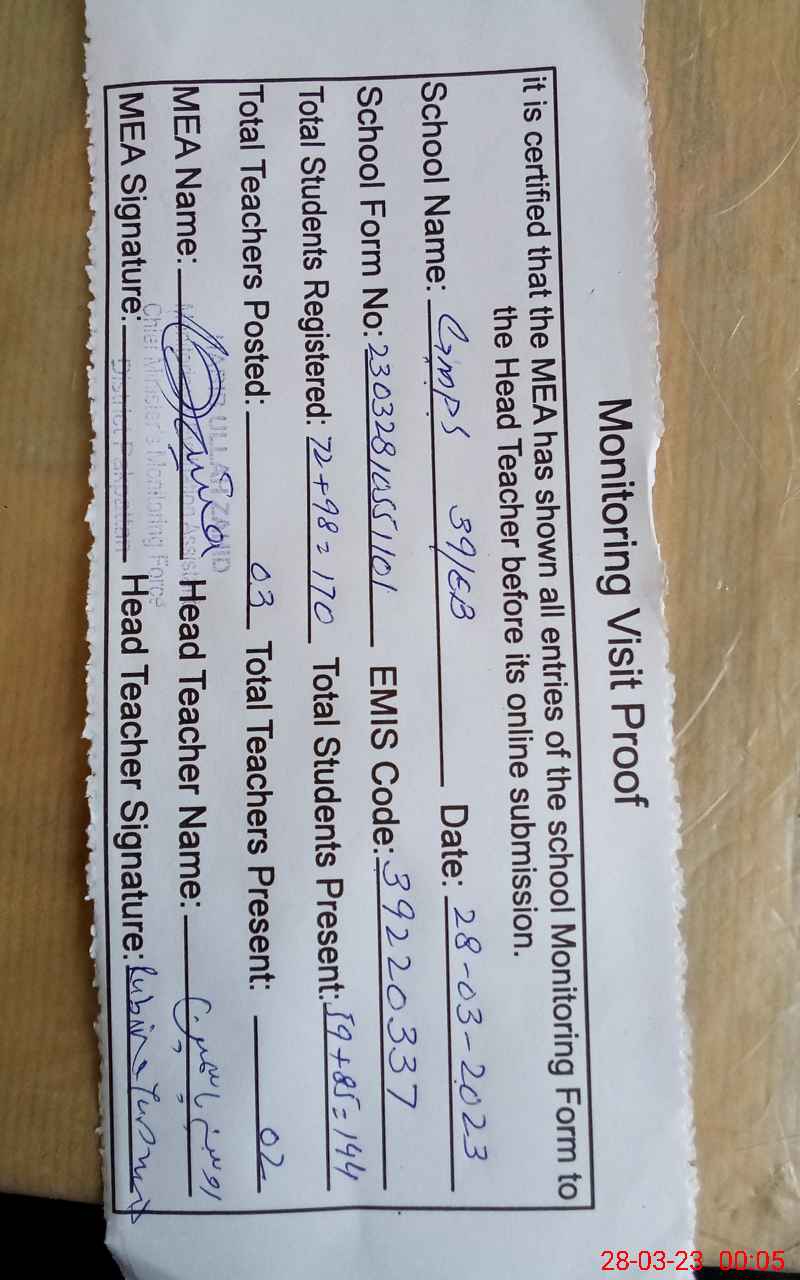 Monitoring Visit Proof
it is certified that the MEA has shown all entries of the school Monitoring Form to
the Head Teacher before its online submission.
School Name: GMPS 39/EB Date: 28-03-2023
School Form No: 23032810551101 EMIS Code: 39220337
Total Students Registered: 72+98=170 Total Students Present: 59+85=144
Total Teachers Posted: 03 Total Teachers Present: 02
MEA Name: Head Teacher Name:
Chief Minister's Monitoring Force
MEA Signature: Head Teacher Signature: Rubina
District Pakpattan
28-03-23 00:05